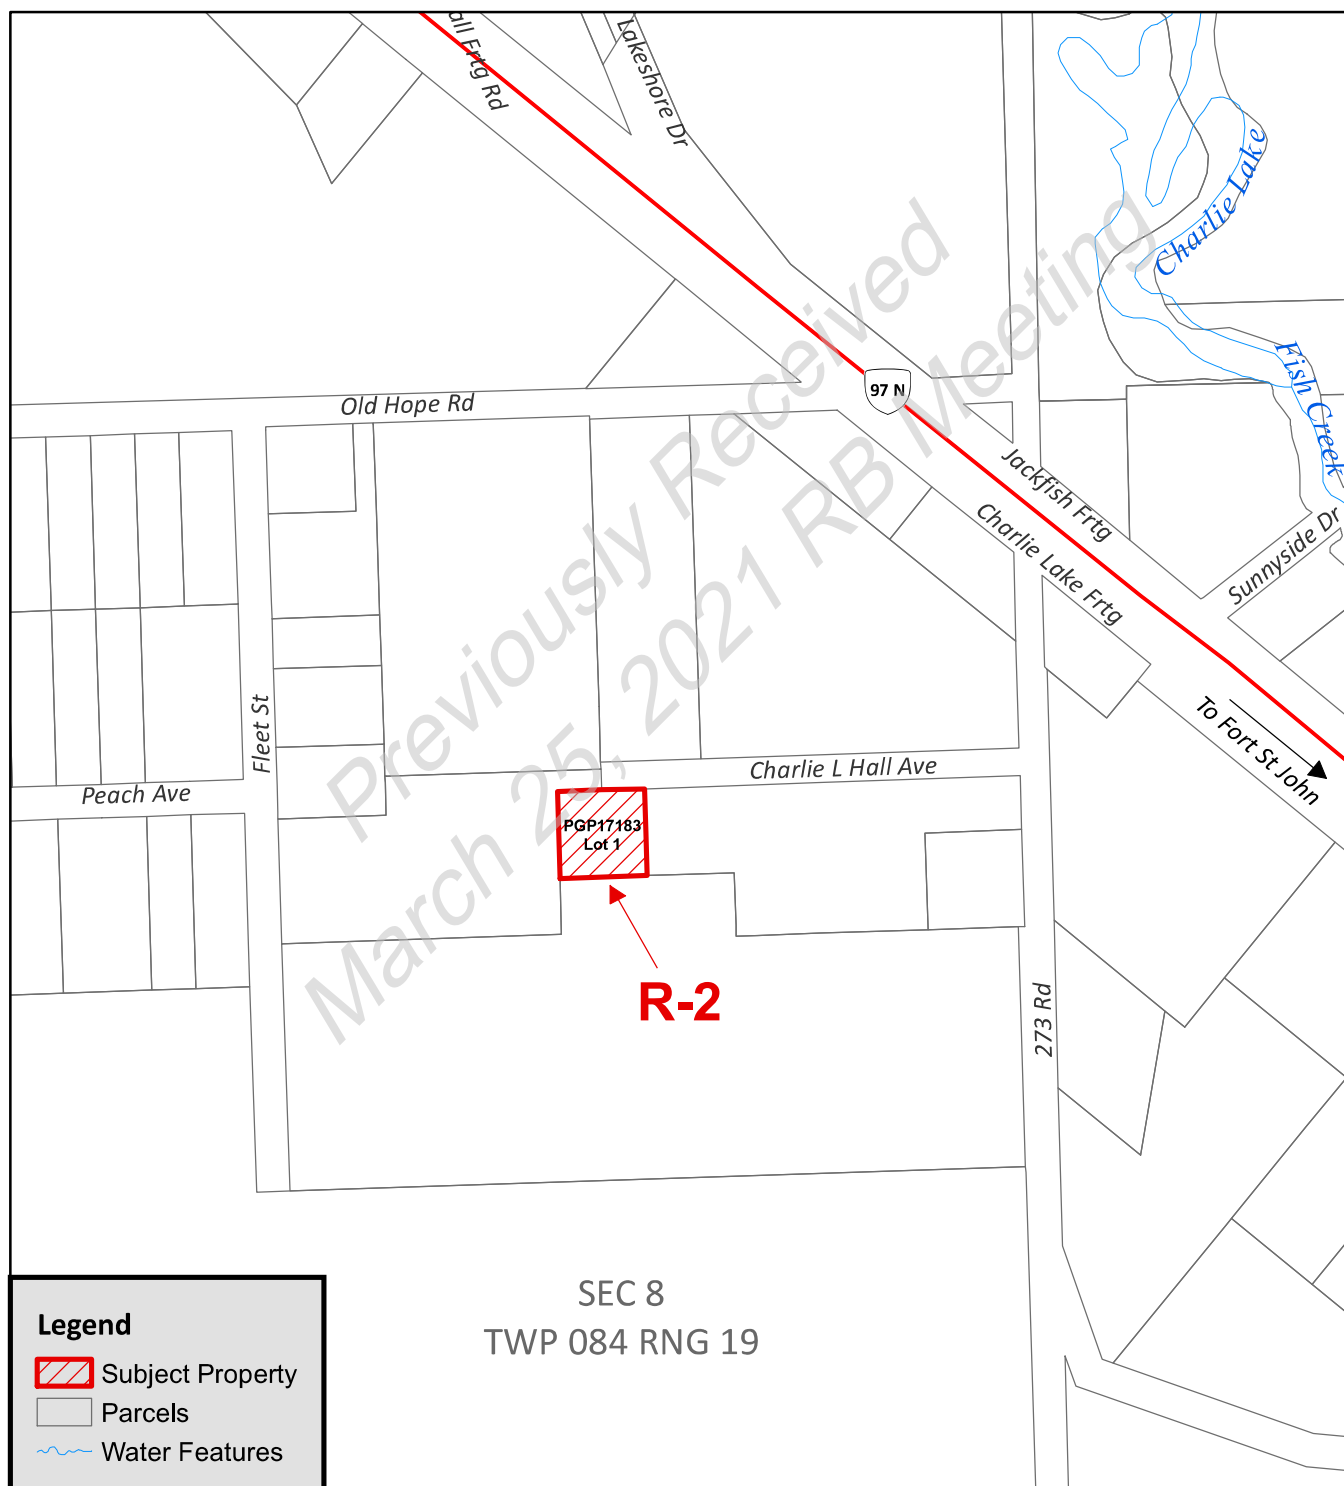 all Frtg Rd
Lakeshore Dr
Charlie Lake
Fish Creek
97 N
Old Hope Rd
Jackfish Frtg
Charlie Lake Frtg
Sunnyside Dr
To Fort St John
Previously Received
March 25, 2021 RB Meeting
Fleet St
Peach Ave
Charlie L Hall Ave
PGP17183
Lot 1
R-2
273 Rd
SEC 8
TWP 084 RNG 19
Legend
Subject Property
Parcels
Water Features